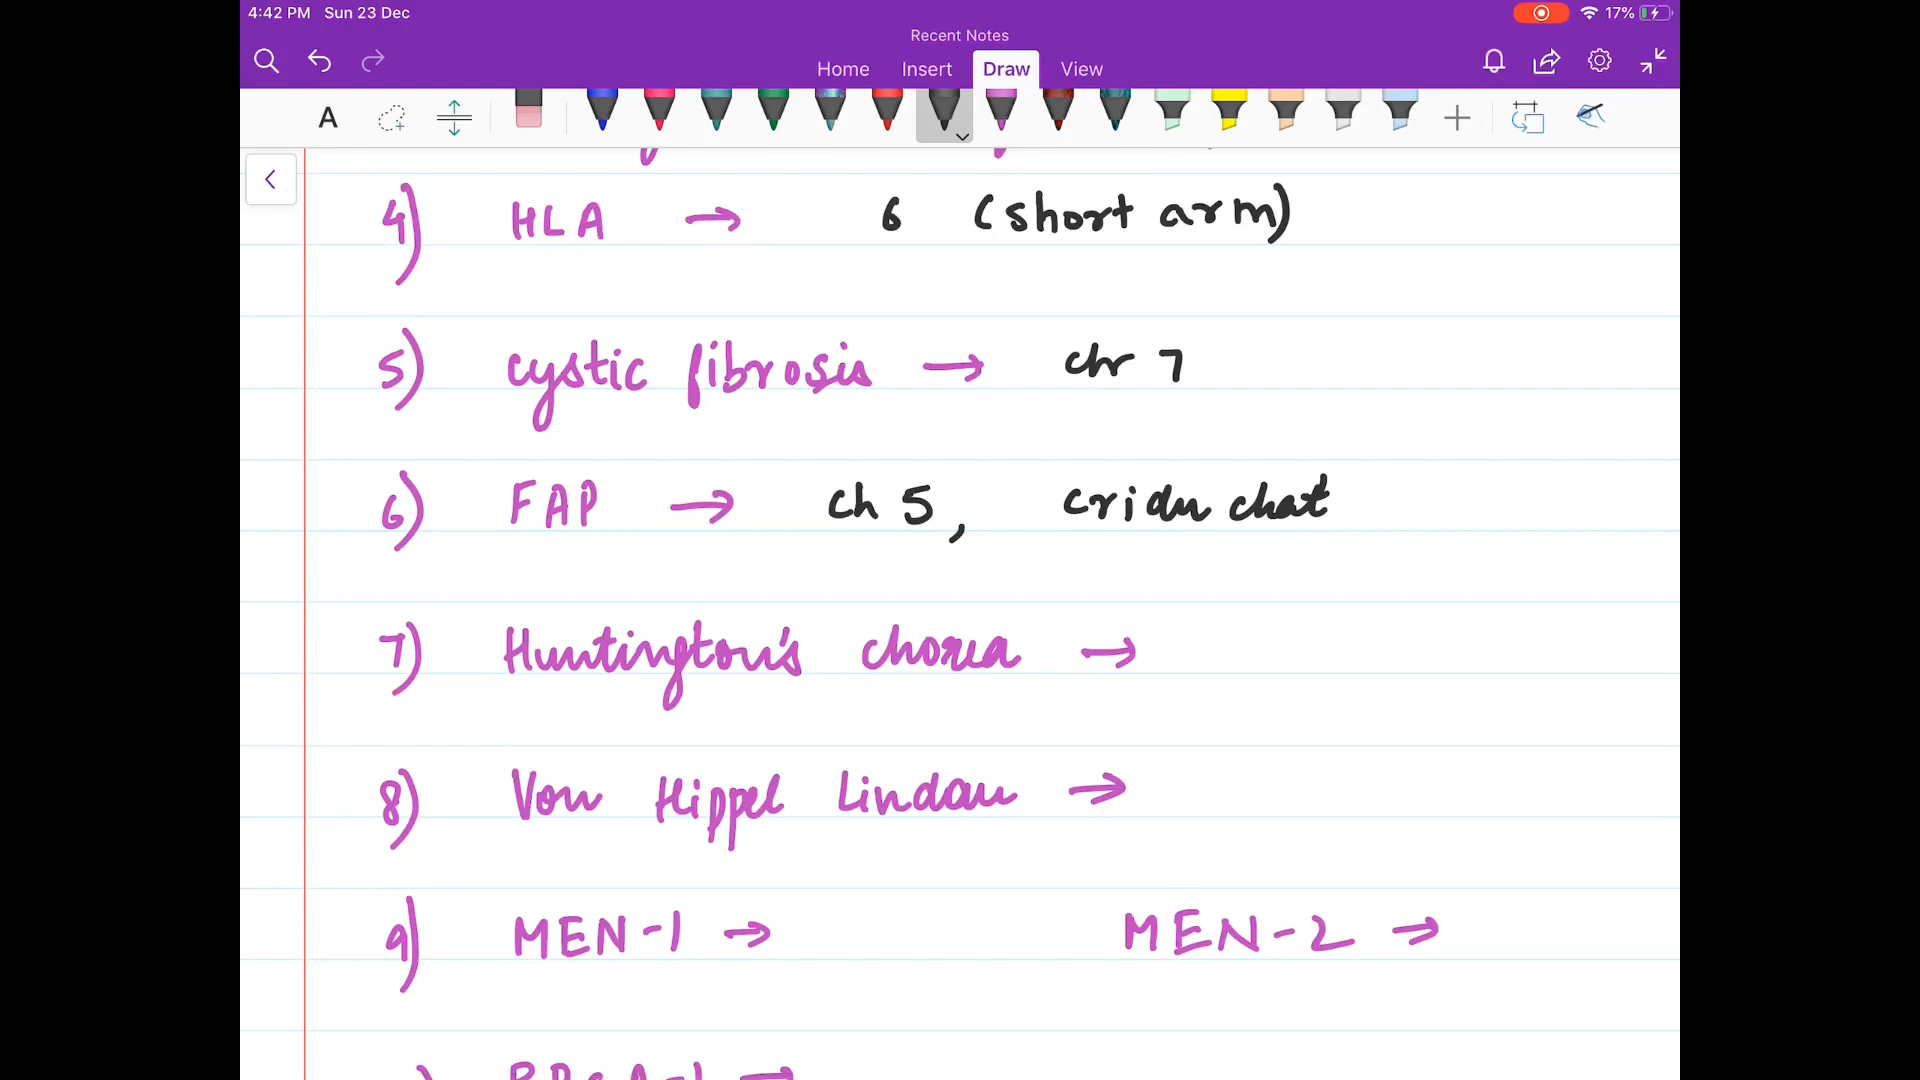 4:42 PM Sun 23 Dec
17%
Recent Notes
Home Insert Draw View
A
4) HLA → 6 (short arm)
5) cystic fibrosis → chr 7
6) FAP → ch 5, cridu chat
7) Huntington's chorea →
8) Von Hippel Lindau →
9) MEN-1 → MEN-2 →